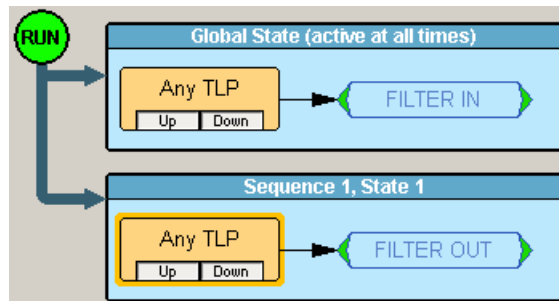 RUN
Global State (active at all times)
Any TLP
Up Down
FILTER IN
Sequence 1, State 1
Any TLP
Up Down
FILTER OUT